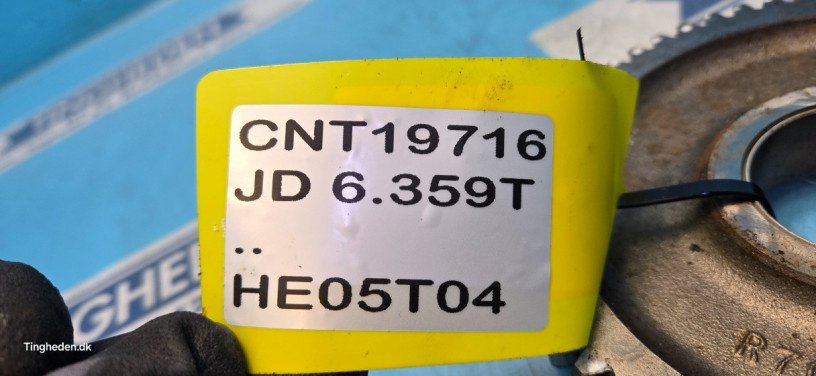 CNT19716
JD 6.359T
..
HE05T04
Tingheden.dk